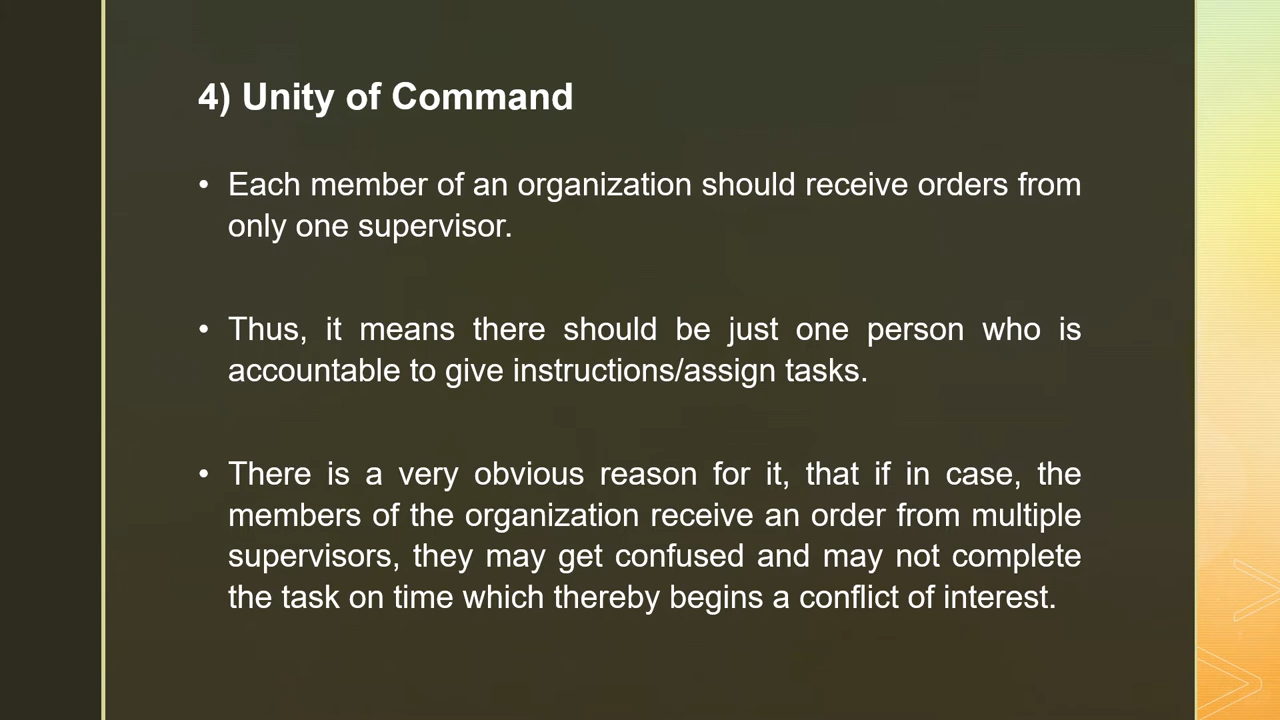 4) Unity of Command
• Each member of an organization should receive orders from
only one supervisor.
• Thus, it means there should be just one person who is
accountable to give instructions/assign tasks.
• There is a very obvious reason for it, that if in case, the
members of the organization receive an order from multiple
supervisors, they may get confused and may not complete
the task on time which thereby begins a conflict of interest.